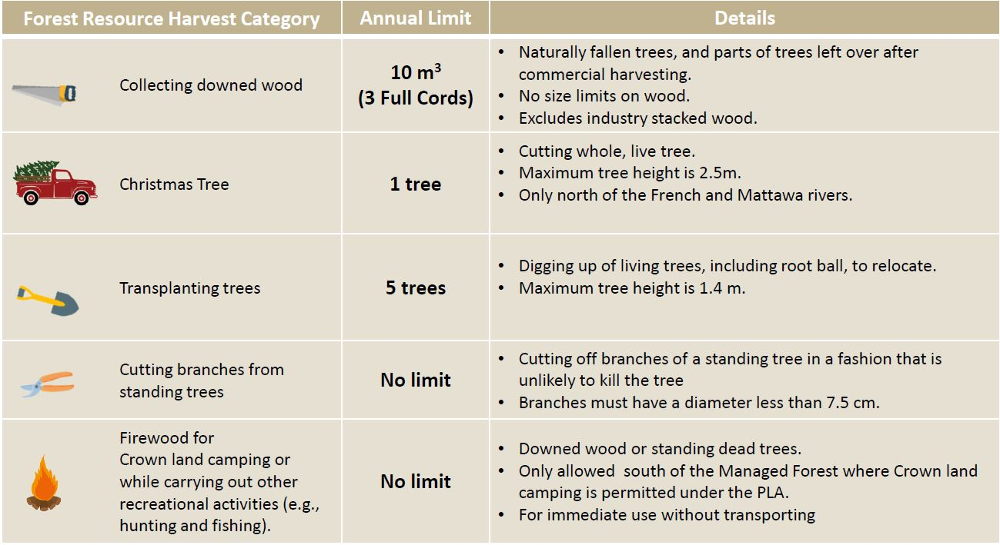 Forest Resource Harvest Category
Annual Limit
Details
Collecting downed wood
10 m³
(3 Full Cords)
• Naturally fallen trees, and parts of trees left over after
commercial harvesting.
• No size limits on wood.
• Excludes industry stacked wood.
Christmas Tree
1 tree
• Cutting whole, live tree.
• Maximum tree height is 2.5m.
• Only north of the French and Mattawa rivers.
Transplanting trees
5 trees
• Digging up of living trees, including root ball, to relocate.
• Maximum tree height is 1.4 m.
Cutting branches from
standing trees
No limit
• Cutting off branches of a standing tree in a fashion that is
unlikely to kill the tree
• Branches must have a diameter less than 7.5 cm.
Firewood for
Crown land camping or
while carrying out other
recreational activities (e.g.,
hunting and fishing).
No limit
• Downed wood or standing dead trees.
• Only allowed  south of the Managed Forest where Crown land
camping is permitted under the PLA.
• For immediate use without transporting